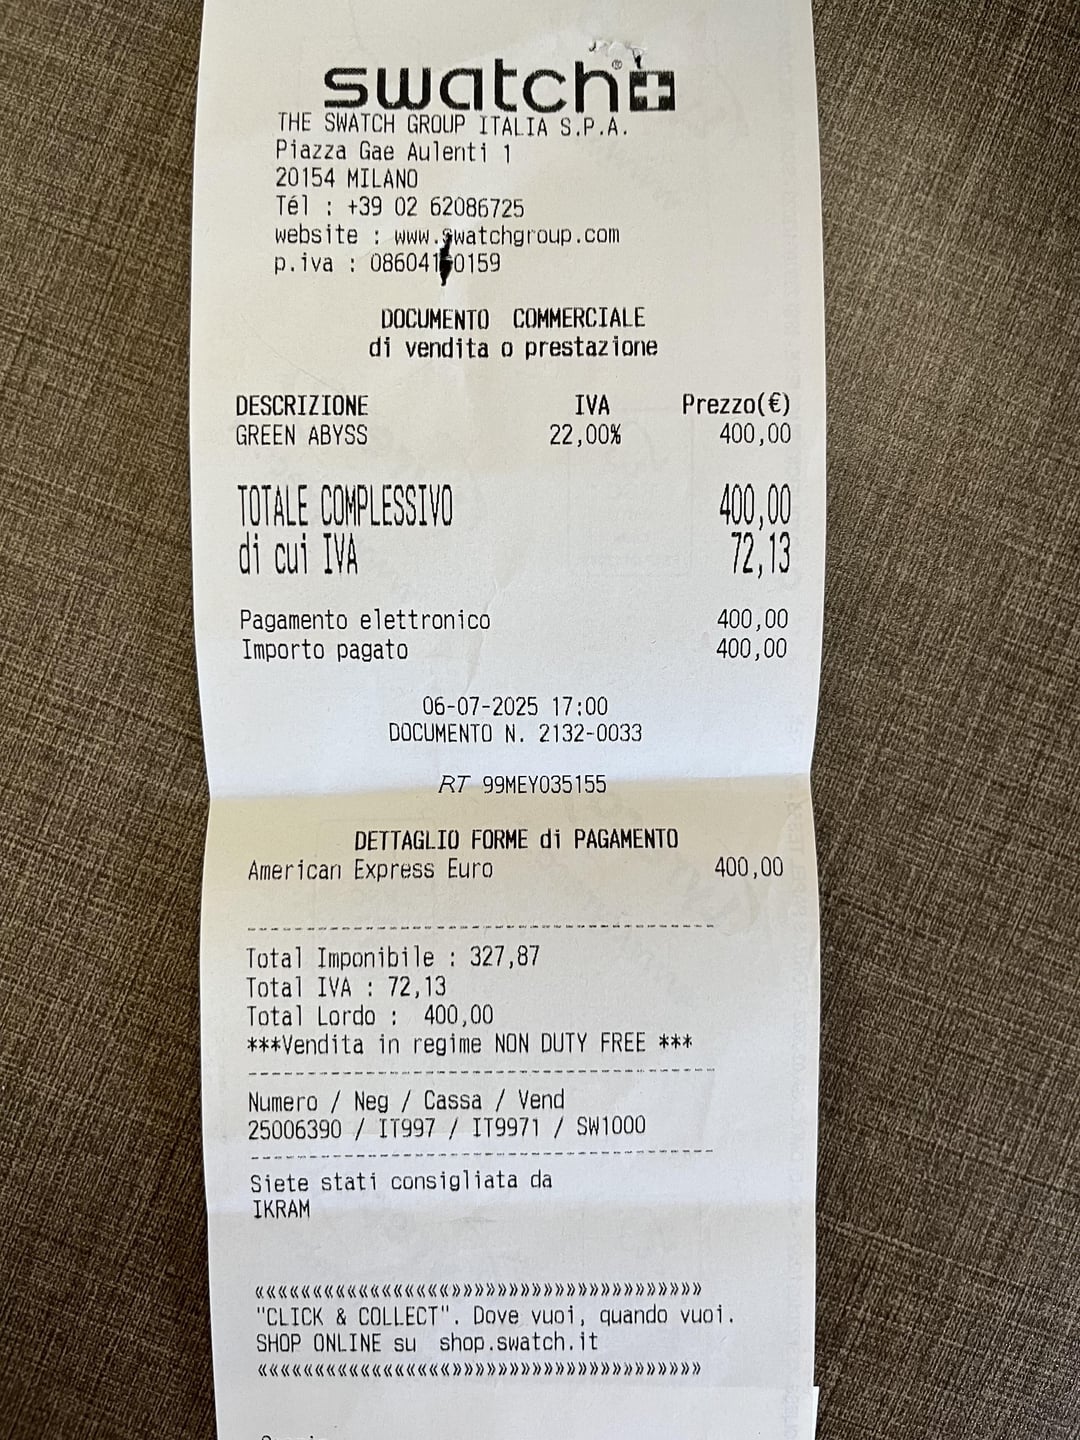 swatch®
THE SWATCH GROUP ITALIA S.P.A.
Piazza Gae Aulenti 1
20154 MILANO
Tél : +39 02 62086725
website : www.swatchgroup.com
p.iva :
DOCUMENTO COMMERCIALE
di vendita o prestazione
DESCRIZIONE IVA Prezzo(€)
GREEN ABYSS 22,00% 400,00
TOTALE COMPLESSIVO 400,00
di cui IVA 72,13
Pagamento elettronico 400,00
Importo pagato 400,00
06-07-2025 17:00
DOCUMENTO N. 2132-0033
RT 99MEY035155
DETTAGLIO FORME di PAGAMENTO
American Express Euro 400,00
Total Imponibile : 327,87
Total IVA : 72,13
Total Lordo : 400,00
***Vendita in regime NON DUTY FREE ***
Numero / Neg / Cassa / Vend
25006390 / IT997 / IT9971 / SW1000
Siete stati consigliata da
IKRAM
«««««««««««««««««»»»»»»»»»»»»»»»»»»»»»
"CLICK & COLLECT". Dove vuoi, quando vuoi.
SHOP ONLINE su shop.swatch.it
«««««««««««««««««»»»»»»»»»»»»»»»»»»»»»